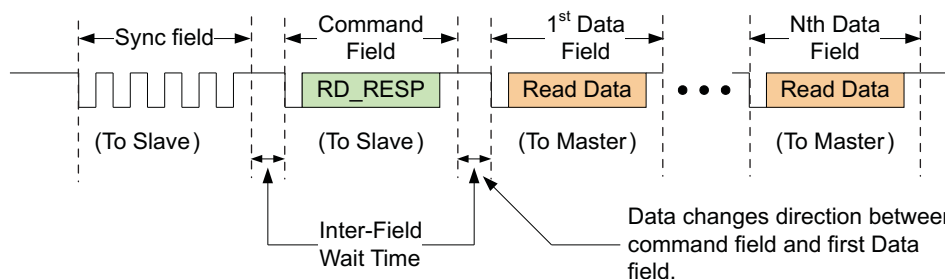 Sync field
Command
Field
1st Data
Field
Nth Data
Field
RD_RESP
Read Data
Read Data
(To Slave)
(To Slave)
(To Master)
(To Master)
Inter-Field
Wait Time
Data changes direction between
command field and first Data
field.